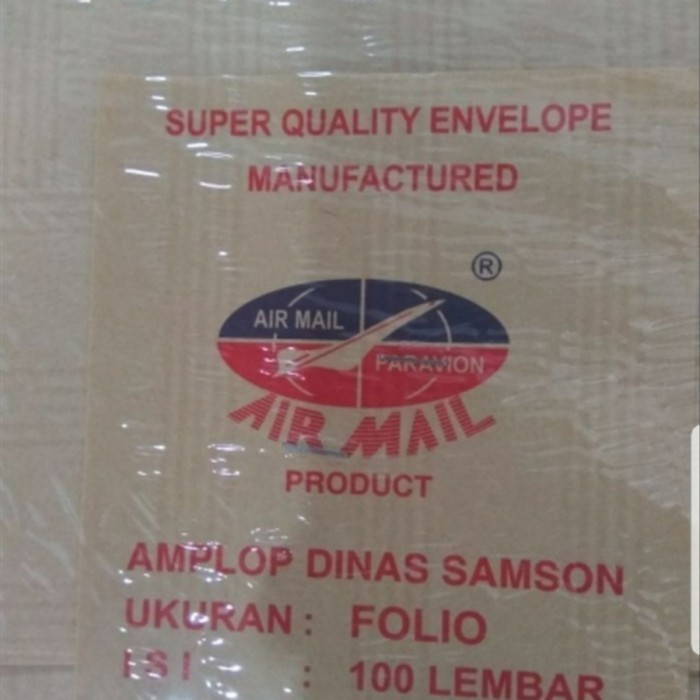 SUPER QUALITY ENVELOPE
MANUFACTURED
®
AIR MAIL
PARAVION
AIR MAIL
PRODUCT
AMPLOP DINAS SAMSON
UKURAN : FOLIO
ISI : 100 LEMBAR